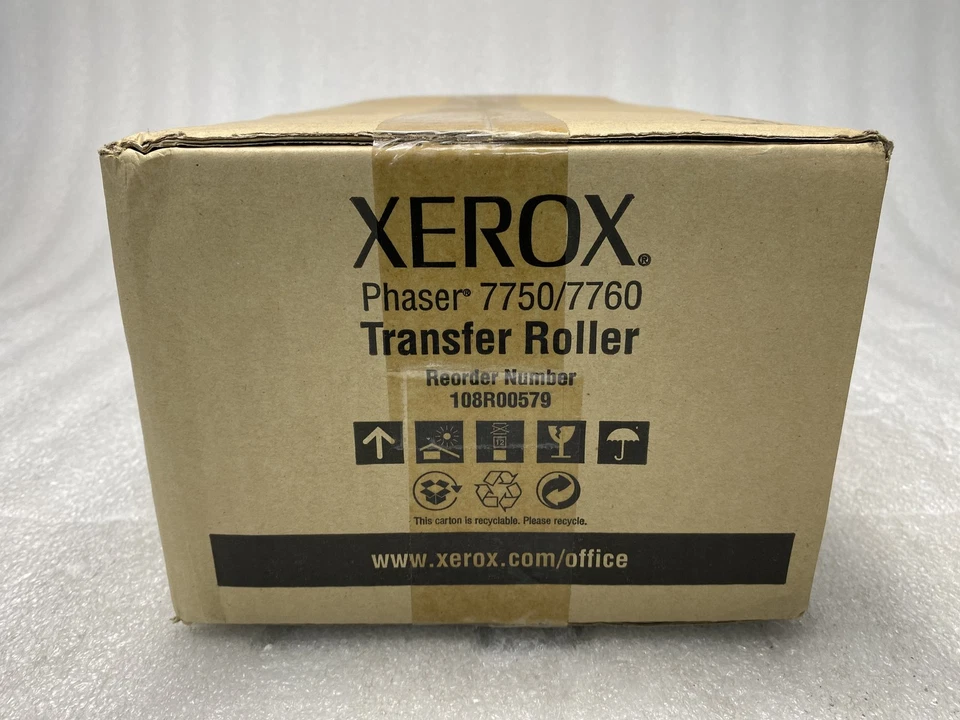 XEROX®
Phaser® 7750/7760
Transfer Roller
Reorder Number
108R00579
12
This carton is recyclable. Please recycle.
www.xerox.com/office